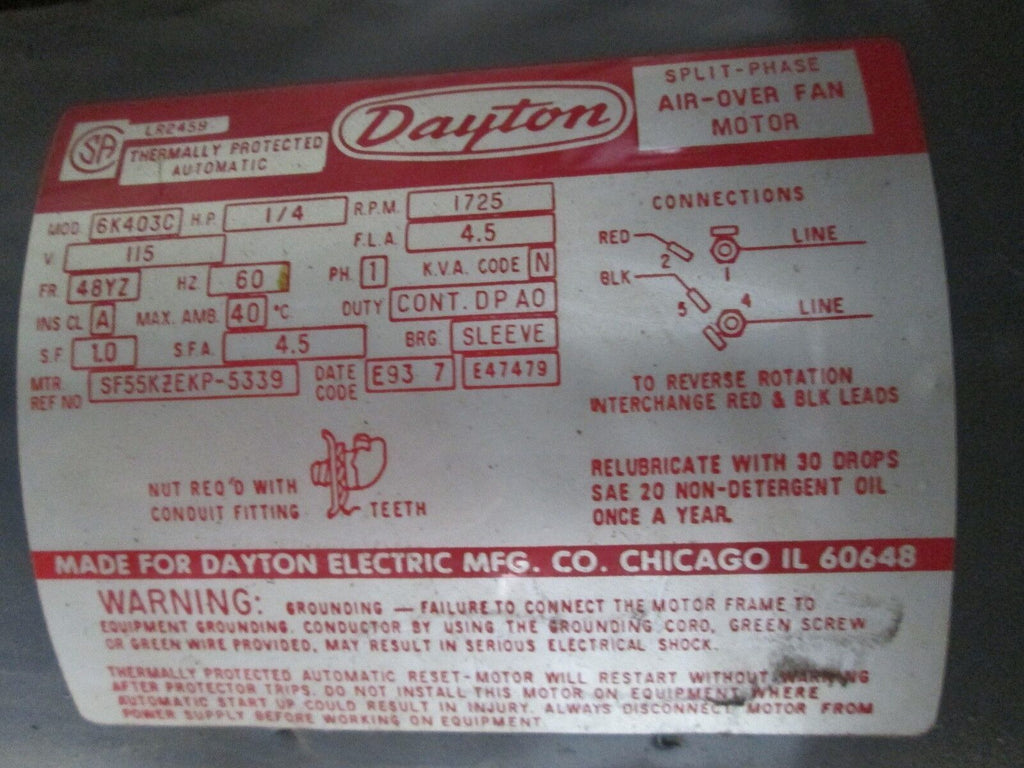 SA
LR2459
THERMALLY PROTECTED
AUTOMATIC
Dayton
SPLIT-PHASE
AIR-OVER FAN
MOTOR
MOD. 6K403C H.P. 1/4 R.P.M. 1725
V. 115 F.L.A. 4.5
FR. 48YZ HZ 60 PH. 1 K.V.A. CODE N
INS CL A MAX. AMB. 40 °C DUTY CONT. DP AO
S.F. 1.0 S.F.A. 4.5 BRG. SLEEVE
MTR. REF NO SF55KZEKP-5339 DATE CODE E93 7 E47479
CONNECTIONS
RED 2 1 LINE
BLK 5 4 LINE
TO REVERSE ROTATION
INTERCHANGE RED & BLK LEADS
NUT REQ'D WITH
CONDUIT FITTING TEETH
RELUBRICATE WITH 30 DROPS
SAE 20 NON-DETERGENT OIL
ONCE A YEAR.
MADE FOR DAYTON ELECTRIC MFG. CO. CHICAGO IL 60648
WARNING: GROUNDING — FAILURE TO CONNECT THE MOTOR FRAME TO
EQUIPMENT GROUNDING. CONDUCTOR BY USING THE GROUNDING CORD, GREEN SCREW
OR GREEN WIRE PROVIDED, MAY RESULT IN SERIOUS ELECTRICAL SHOCK.
THERMALLY PROTECTED AUTOMATIC RESET-MOTOR WILL RESTART WITHOUT WARNING
AFTER PROTECTOR TRIPS. DO NOT INSTALL THIS MOTOR ON EQUIPMENT WHERE
AUTOMATIC START UP COULD RESULT IN INJURY. ALWAYS DISCONNECT MOTOR FROM
POWER SUPPLY BEFORE WORKING ON EQUIPMENT.